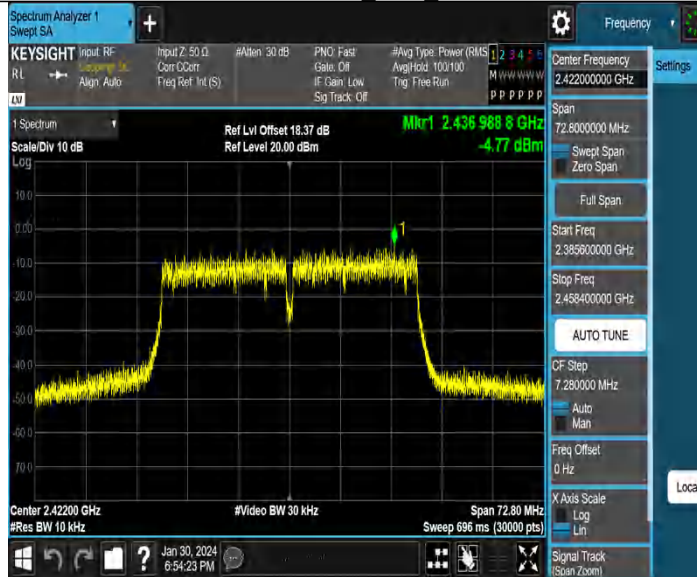 Spectrum Analyzer 1
Swept SA
+
Frequency
KEYSIGHT
RL
Input: RF
Align: Auto
Input Z: 50 Ω
Corr CCorr
Freq Ref: Int (S)
#Atten: 30 dB
PNO: Fast
Gate: Off
IF Gain: Low
Sig Track: Off
#Avg Type: Power (RMS
Avg|Hold: 100/100
Trig: Free Run
1 2 3 4 5 6
M W W W W W
P P P P P P
LXI
1 Spectrum
Scale/Div 10 dB
Ref Lvl Offset 18.37 dB
Ref Level 20.00 dBm
Mkr1 2.436 988 8 GHz
-4.77 dBm
Log
10.0
0.00
-10.0
-20.0
-30.0
-40.0
-50.0
-60.0
-70.0
1
Center 2.42200 GHz
#Res BW 10 kHz
#Video BW 30 kHz
Span 72.80 MHz
Sweep 696 ms (30000 pts)
?
Jan 30, 2024
6:54:23 PM
Center Frequency
2.422000000 GHz
Span
72.8000000 MHz
Swept Span
Zero Span
Full Span
Start Freq
2.385600000 GHz
Stop Freq
2.458400000 GHz
AUTO TUNE
CF Step
7.280000 MHz
Auto
Man
Freq Offset
0 Hz
X Axis Scale
Log
Lin
Signal Track
(Span Zoom)
Settings
Loca